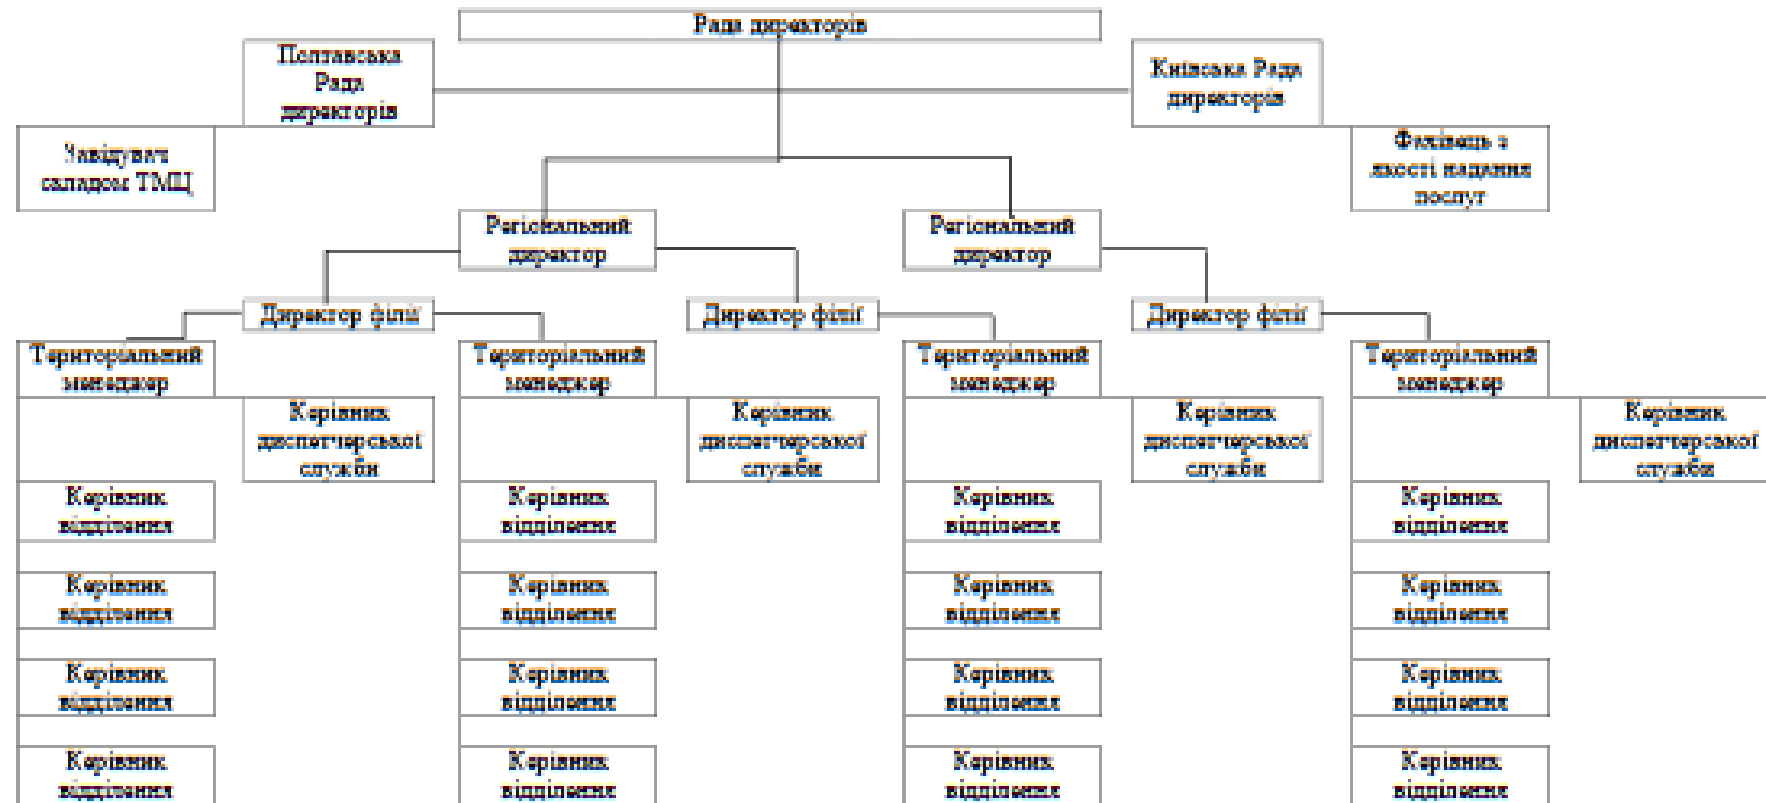 Рада директорів
Полтавська
Рада
директорів
Київська Рада
директорів
Завідувач
складом ТМЦ
Фахівець з
якості надання
послуг
Регіональний
директор
Регіональний
директор
Директор філії
Директор філії
Директор філії
Територіальний
менеджер
Територіальний
менеджер
Територіальний
менеджер
Територіальний
менеджер
Керівник
диспетчерської
служби
Керівник
диспетчерської
служби
Керівник
диспетчерської
служби
Керівник
диспетчерської
служби
Керівник
відділення
Керівник
відділення
Керівник
відділення
Керівник
відділення
Керівник
відділення
Керівник
відділення
Керівник
відділення
Керівник
відділення
Керівник
відділення
Керівник
відділення
Керівник
відділення
Керівник
відділення
Керівник
відділення
Керівник
відділення
Керівник
відділення
Керівник
відділення